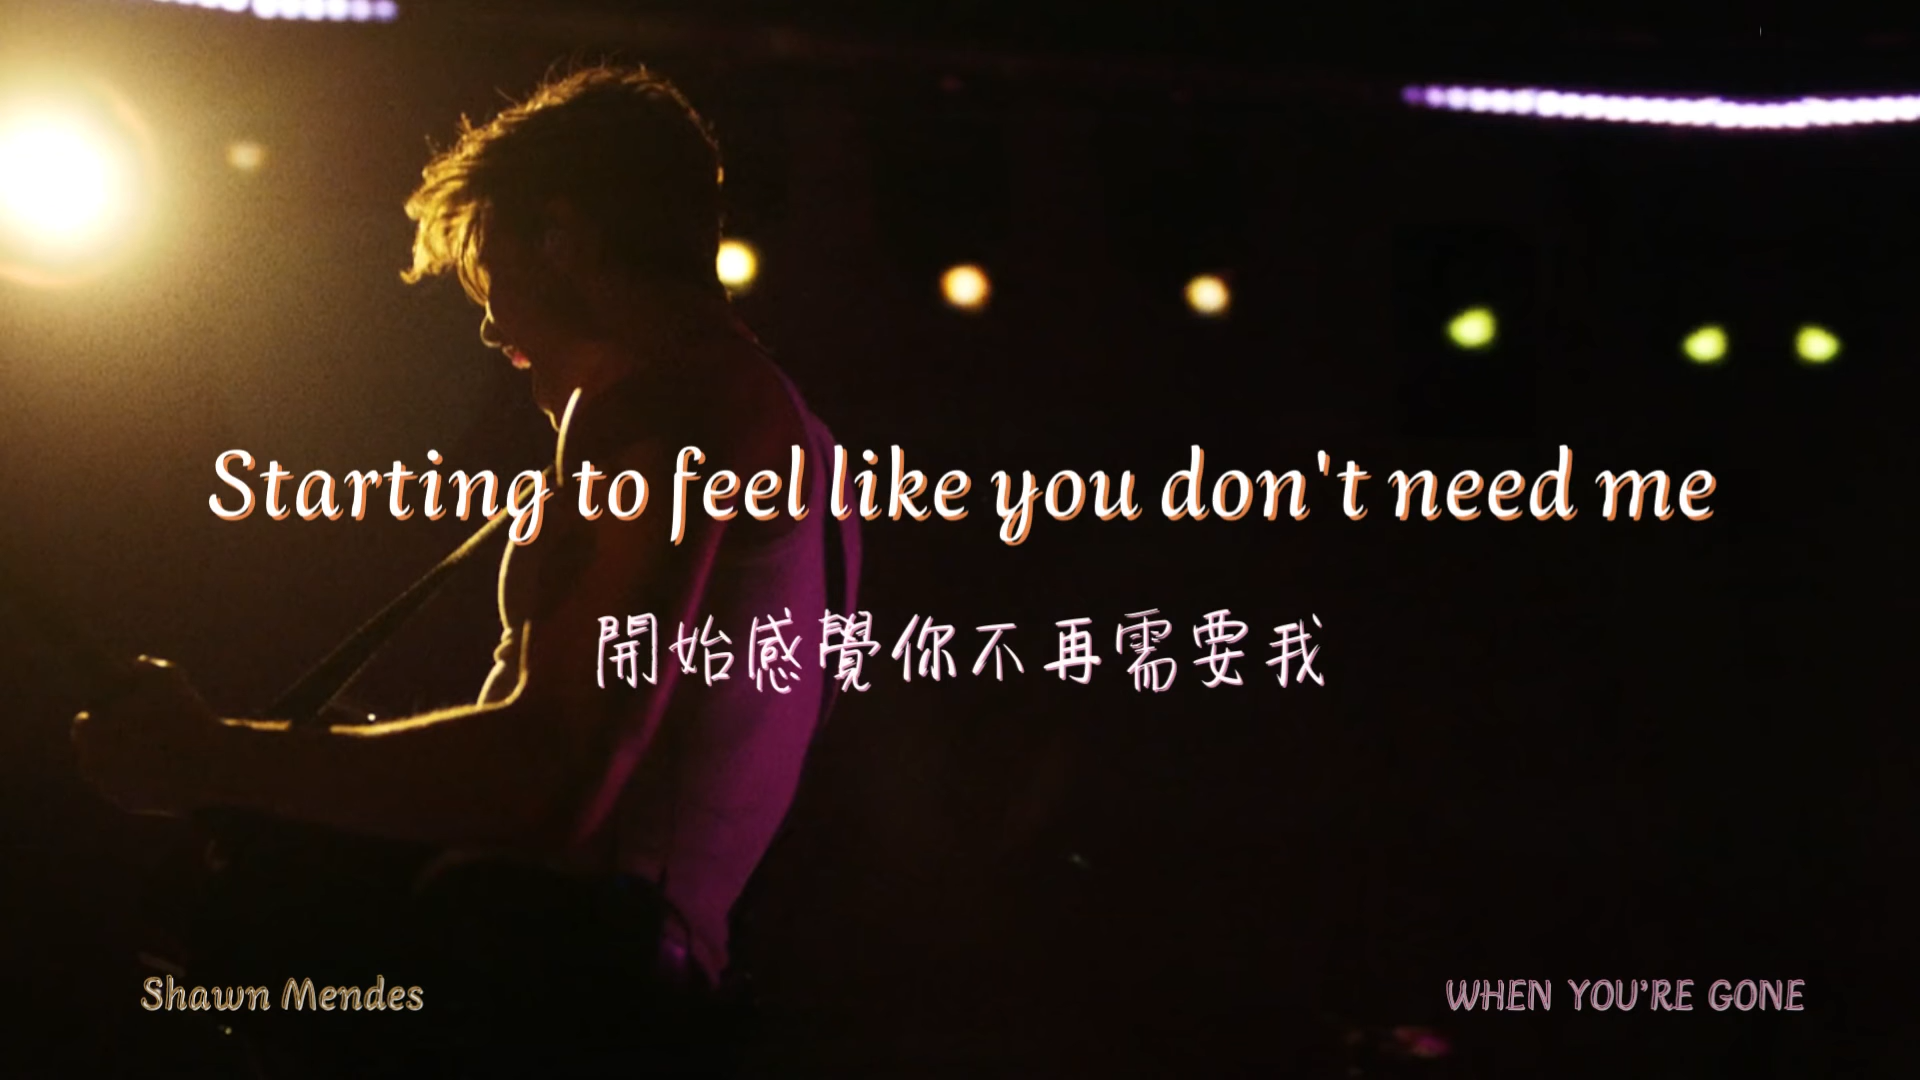 Starting to feel like you don't need me
開始感覺你不再需要我
Shawn Mendes
WHEN YOU’RE GONE